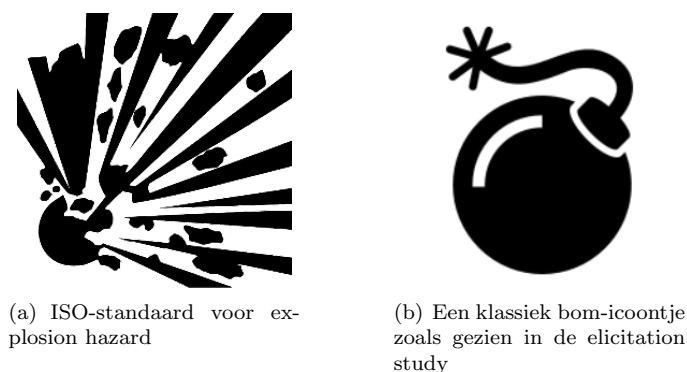 (a) ISO-standaard voor ex-
plosion hazard
(b) Een klassiek bom-icoontje
zoals gezien in de elicitation
study